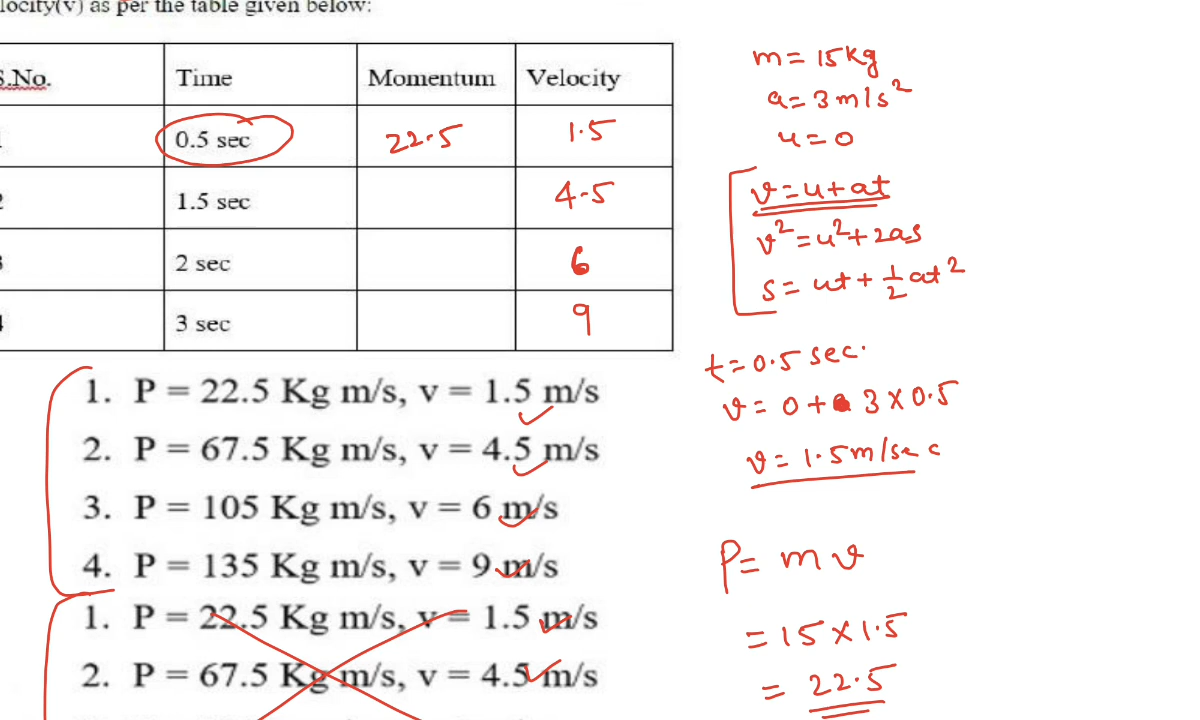 locity(v) as per the table given below:
S.No. Time Momentum Velocity
0.5 sec 22.5 1.5
2 1.5 sec 4.5
3 2 sec 6
4 3 sec 9
1. P = 22.5 Kg m/s, v = 1.5 m/s
2. P = 67.5 Kg m/s, v = 4.5 m/s
3. P = 105 Kg m/s, v = 6 m/s
4. P = 135 Kg m/s, v = 9 m/s
1. P = 22.5 Kg m/s, v = 1.5 m/s
2. P = 67.5 Kg m/s, v = 4.5 m/s
m = 15 kg
a = 3 m/s²
u = 0
v = u + at
v² = u² + 2as
s = ut + 1/2 at²
t = 0.5 sec.
v = 0 + 3 × 0.5
v = 1.5 m/sec
P = mv
= 15 × 1.5
= 22.5